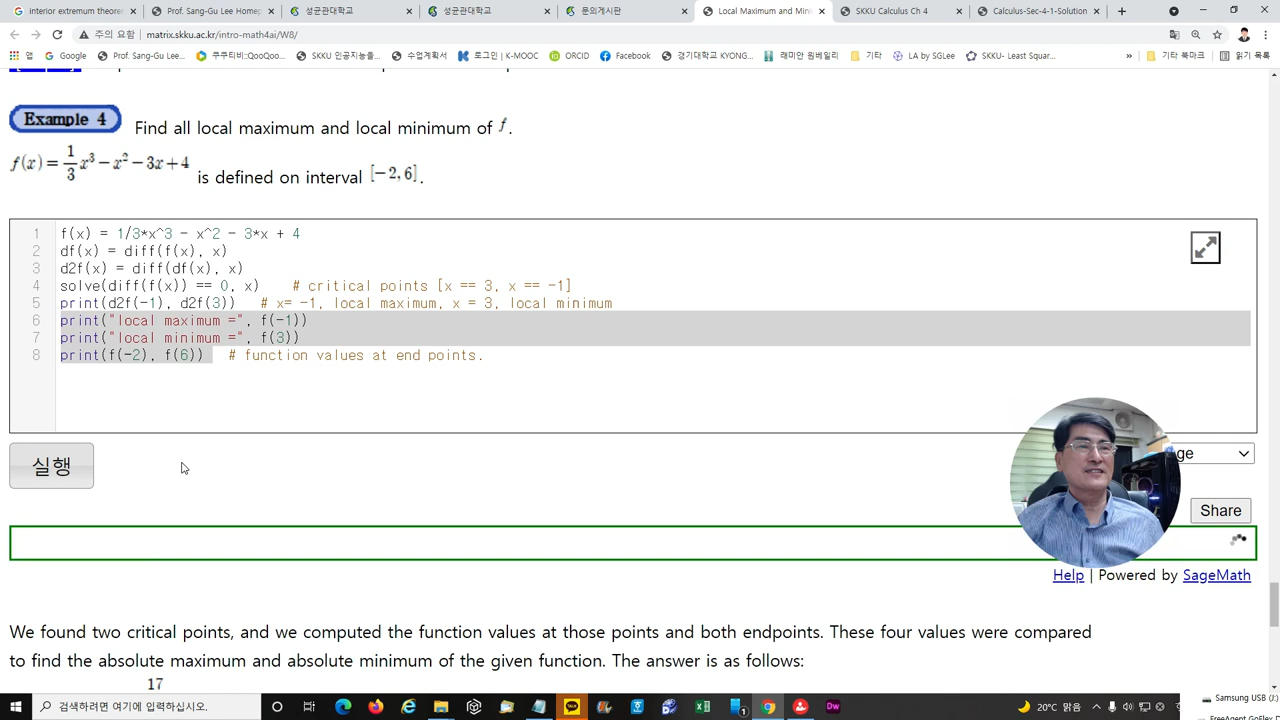 interior extremum theorem
Prof. Sang-Gu Lee Homep
성균관대학교
성균관대학교
문의게시판
Local Maximum and Min
SKKU Calculus Ch 4
Calculus-Sec-4-1-Solution
주의 요함 | matrix.skku.ac.kr/intro-math4ai/W8/
앱 Google Prof. Sang-Gu Lee... 쿠쿠티비:QooQoo... SKKU 인공지능을... 수업계획서 로그인 | K-MOOC ORCID Facebook 경기대학교 KYONG... 래미안 원베일리 기타 LA by SGLee SKKU- Least Squar... » 기타 북마크 읽기 목록
Example 4 Find all local maximum and local minimum of f.
f(x) = 1/3 x³ − x² − 3x + 4 is defined on interval [−2, 6].
1 f(x) = 1/3*x^3 - x^2 - 3*x + 4
2 df(x) = diff(f(x), x)
3 d2f(x) = diff(df(x), x)
4 solve(diff(f(x)) == 0, x) # critical points [x == 3, x == -1]
5 print(d2f(-1), d2f(3)) # x= -1, local maximum, x = 3, local minimum
6 print("local maximum =", f(-1))
7 print("local minimum =", f(3))
8 print(f(-2), f(6)) # function values at end points.
실행
ge
Share
Help | Powered by SageMath
We found two critical points, and we computed the function values at those points and both endpoints. These four values were compared
to find the absolute maximum and absolute minimum of the given function. The answer is as follows:
17
검색하려면 여기에 입력하십시오.
TALK
Dw
20°C 맑음
Samsung USB (J:)